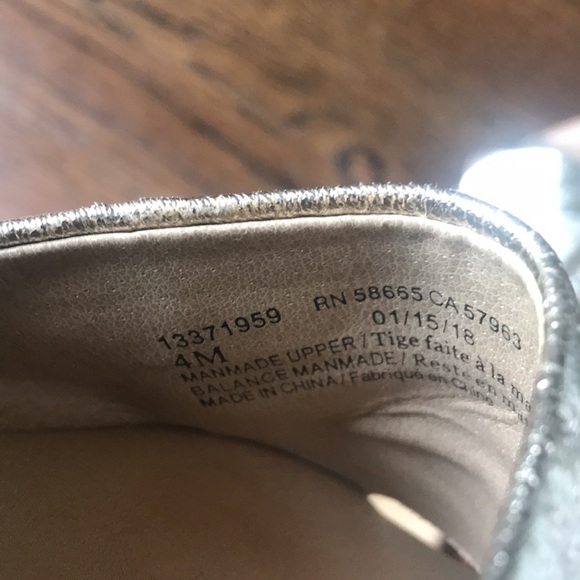 13371959 RN 58665 CA 57963
4M 01/15/18
MANMADE UPPER/Tige faite à la ma
BALANCE MANMADE/Reste en
MADE IN CHINA/Fabriqué en Chine